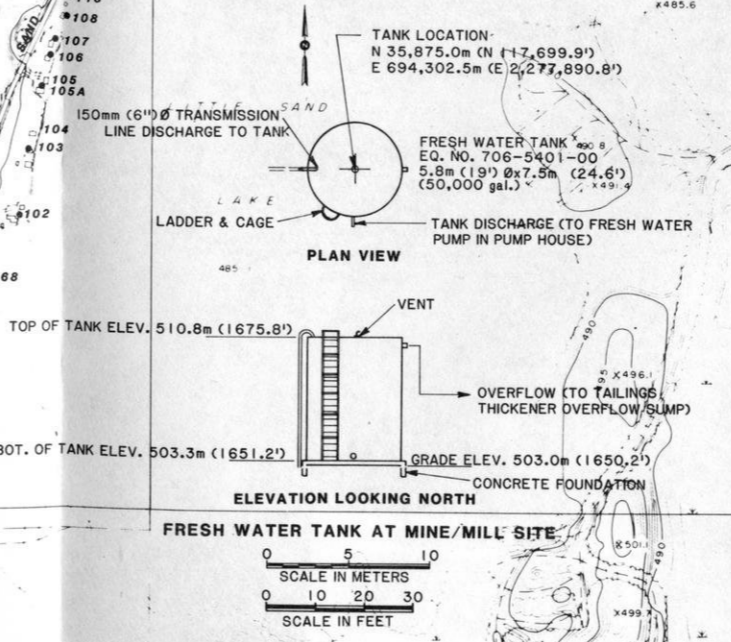 108
107
106
105
105A
104
103
102
68
SAND
x485.6
TANK LOCATION
N 35,875.0m (N 117,699.9')
E 694,302.5m (E 2,277,890.8')
LITTLE SAND
150mm (6")Ø TRANSMISSION
LINE DISCHARGE TO TANK
FRESH WATER TANK
EQ. NO. 706-5401-00
5.8m (19') Øx7.5m (24.6')
(50,000 gal.)
490.8
x491.4
LAKE
LADDER & CAGE
TANK DISCHARGE (TO FRESH WATER
PUMP IN PUMP HOUSE)
PLAN VIEW
485
VENT
TOP OF TANK ELEV. 510.8m (1675.8')
490
495
x496.1
OVERFLOW (TO TAILINGS
THICKENER OVERFLOW SUMP)
BOT. OF TANK ELEV. 503.3m (1651.2')
GRADE ELEV. 503.0m (1650.2')
CONCRETE FOUNDATION
ELEVATION LOOKING NORTH
FRESH WATER TANK AT MINE/MILL SITE
x501.1
490
0 5 10
SCALE IN METERS
0 10 20 30
SCALE IN FEET
x499.7